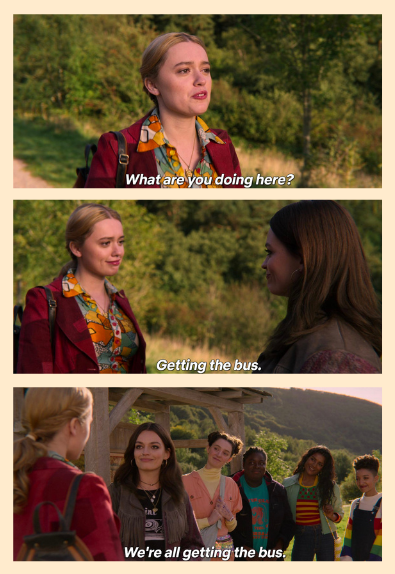 What are you doing here?
Getting the bus.
We're all getting the bus.